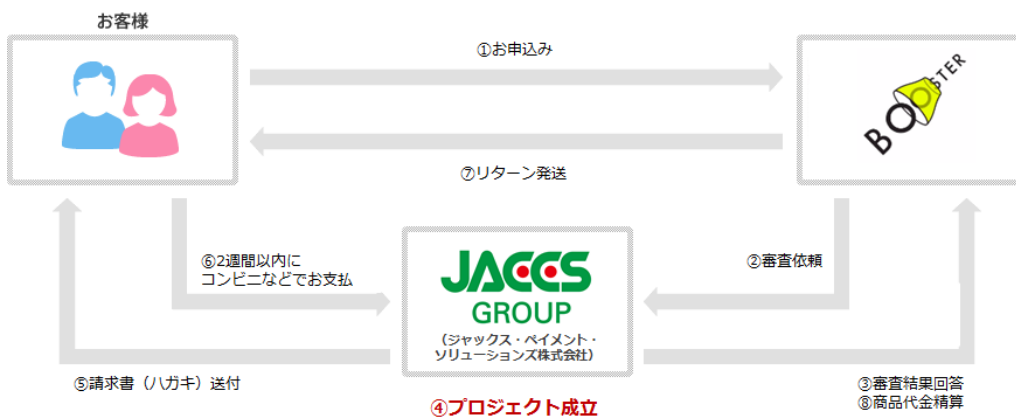 お客様
①お申込み
BOOSTER
⑦リターン発送
⑥2週間以内に
コンビニなどでお支払
②審査依頼
JACCS
GROUP
（ジャックス・ペイメント・
ソリューションズ株式会社）
⑤請求書（ハガキ）送付
③審査結果回答
⑧商品代金精算
④プロジェクト成立